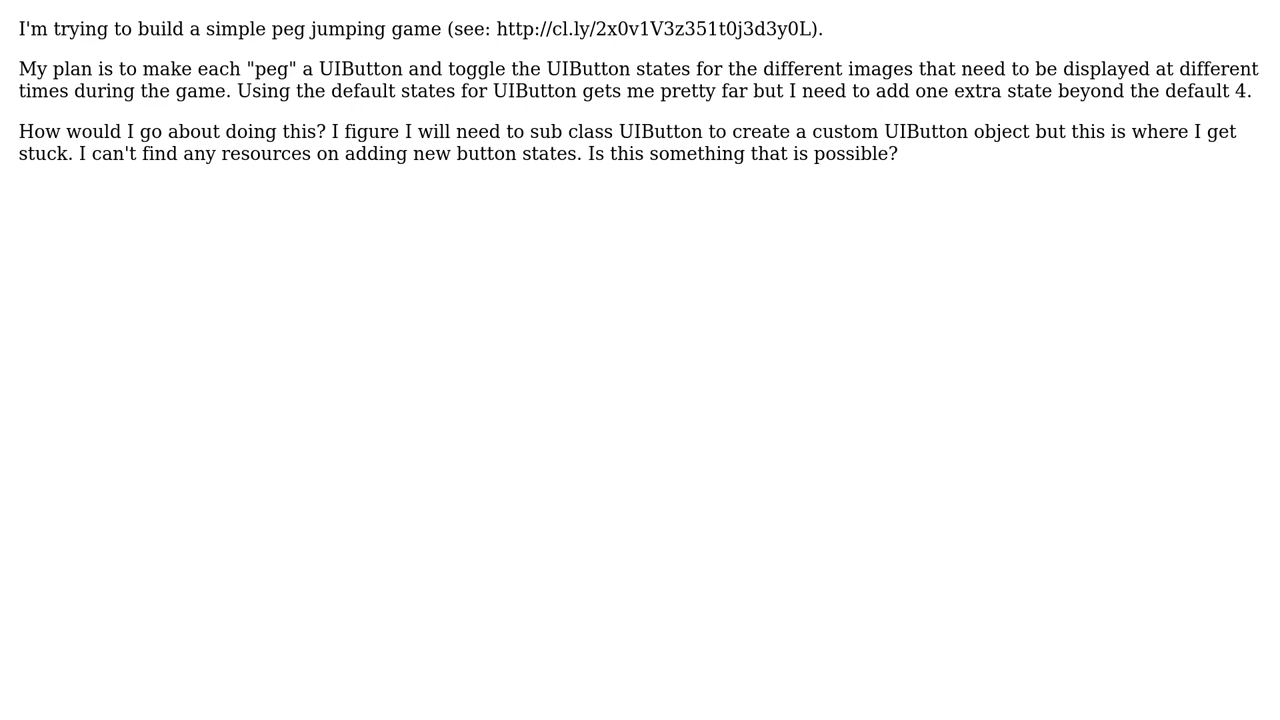 I'm trying to build a simple peg jumping game (see: http://cl.ly/2x0v1V3z351t0j3d3y0L).
My plan is to make each "peg" a UIButton and toggle the UIButton states for the different images that need to be displayed at different
times during the game. Using the default states for UIButton gets me pretty far but I need to add one extra state beyond the default 4.
How would I go about doing this? I figure I will need to sub class UIButton to create a custom UIButton object but this is where I get
stuck. I can't find any resources on adding new button states. Is this something that is possible?